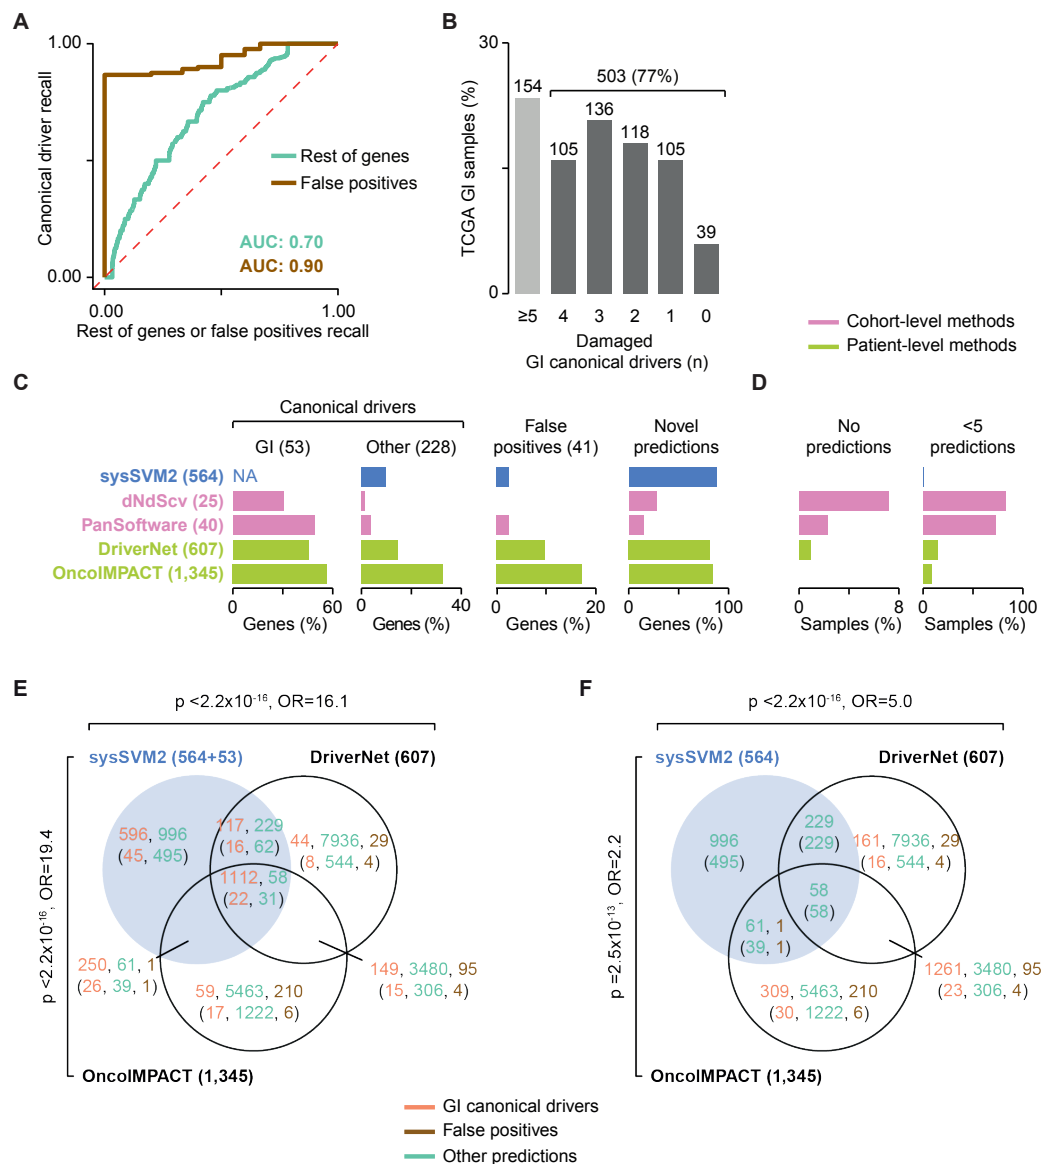 A
1.00
Canonical driver recall
0.00
Rest of genes
False positives
AUC: 0.70
AUC: 0.90
0.00 1.00
Rest of genes or false positives recall
B
30
TCGA GI samples (%)
0
503 (77%)
154 105 136 118 105 39
≥5 4 3 2 1 0
Damaged
GI canonical drivers (n)
Cohort-level methods
Patient-level methods
C
Canonical drivers
GI (53) Other (228) False positives (41) Novel predictions
sysSVM2 (564) NA
dNdScv (25)
PanSoftware (40)
DriverNet (607)
OncoIMPACT (1,345)
0 60 0 40 0 20 0 100
Genes (%) Genes (%) Genes (%) Genes (%)
D
No predictions <5 predictions
0 8 0 100
Samples (%) Samples (%)
E
p <2.2x10⁻¹⁶, OR=16.1
p <2.2x10⁻¹⁶, OR=19.4
sysSVM2 (564+53)
DriverNet (607)
596, 996
(45, 495)
117, 229
(16, 62)
44, 7936, 29
(8, 544, 4)
1112, 58
(22, 31)
250, 61, 1
(26, 39, 1)
59, 5463, 210
(17, 1222, 6)
149, 3480, 95
(15, 306, 4)
OncoIMPACT (1,345)
F
p <2.2x10⁻¹⁶, OR=5.0
p =2.5x10⁻¹³, OR=2.2
sysSVM2 (564)
DriverNet (607)
996
(495)
229
(229)
161, 7936, 29
(16, 544, 4)
58
(58)
61, 1
(39, 1)
309, 5463, 210
(30, 1222, 6)
1261, 3480, 95
(23, 306, 4)
OncoIMPACT (1,345)
GI canonical drivers
False positives
Other predictions